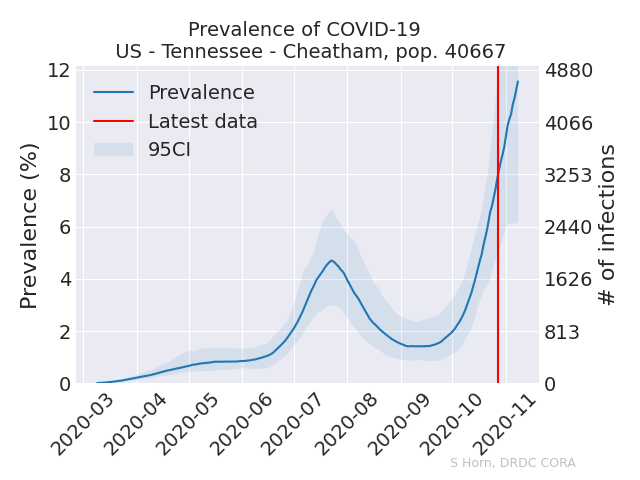 Prevalence of COVID-19
US - Tennessee - Cheatham, pop. 40667
Prevalence (%)
12
10
8
6
4
2
0
Prevalence
Latest data
95CI
4880
4066
3253
2440
1626
813
0
# of infections
2020-03
2020-04
2020-05
2020-06
2020-07
2020-08
2020-09
2020-10
2020-11
S Horn, DRDC CORA